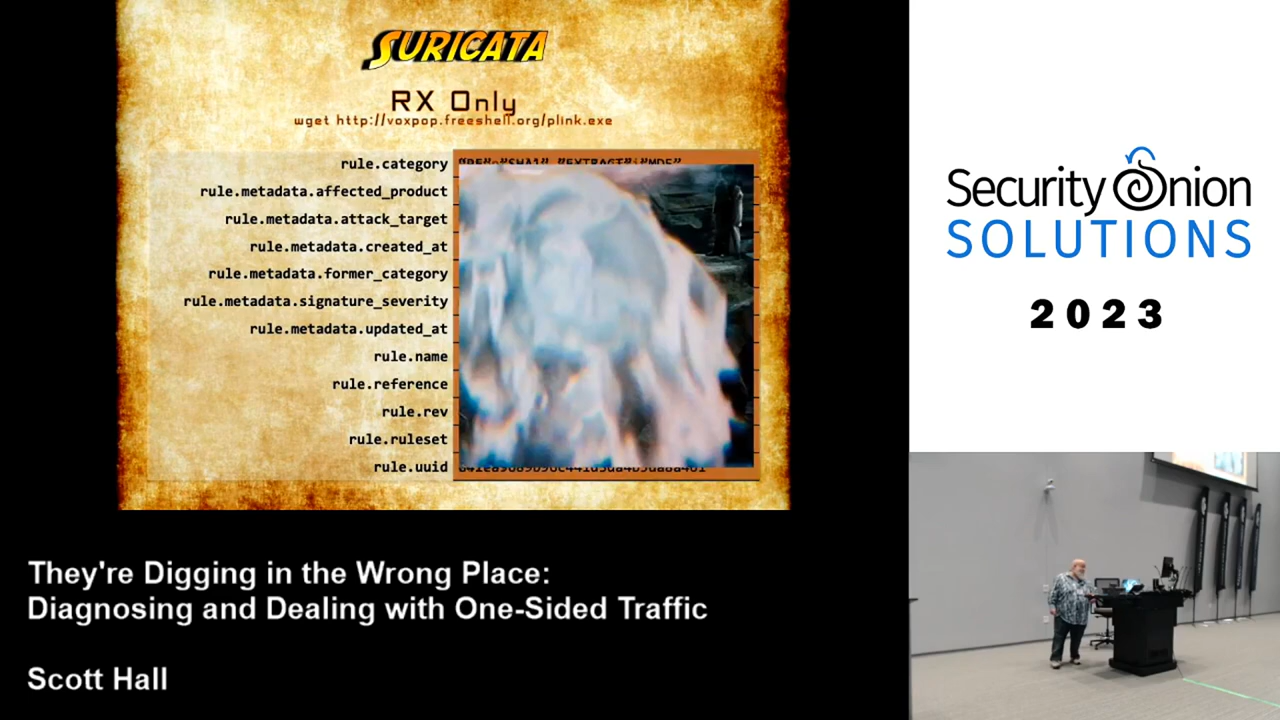 SURICATA
RX Only
wget http://voxpop.freeshell.org/plink.exe
rule.category
rule.metadata.affected_product
rule.metadata.attack_target
rule.metadata.created_at
rule.metadata.former_category
rule.metadata.signature_severity
rule.metadata.updated_at
rule.name
rule.reference
rule.rev
rule.ruleset
rule.uuid
They're Digging in the Wrong Place:
Diagnosing and Dealing with One-Sided Traffic
Scott Hall
Security Onion
SOLUTIONS
2023